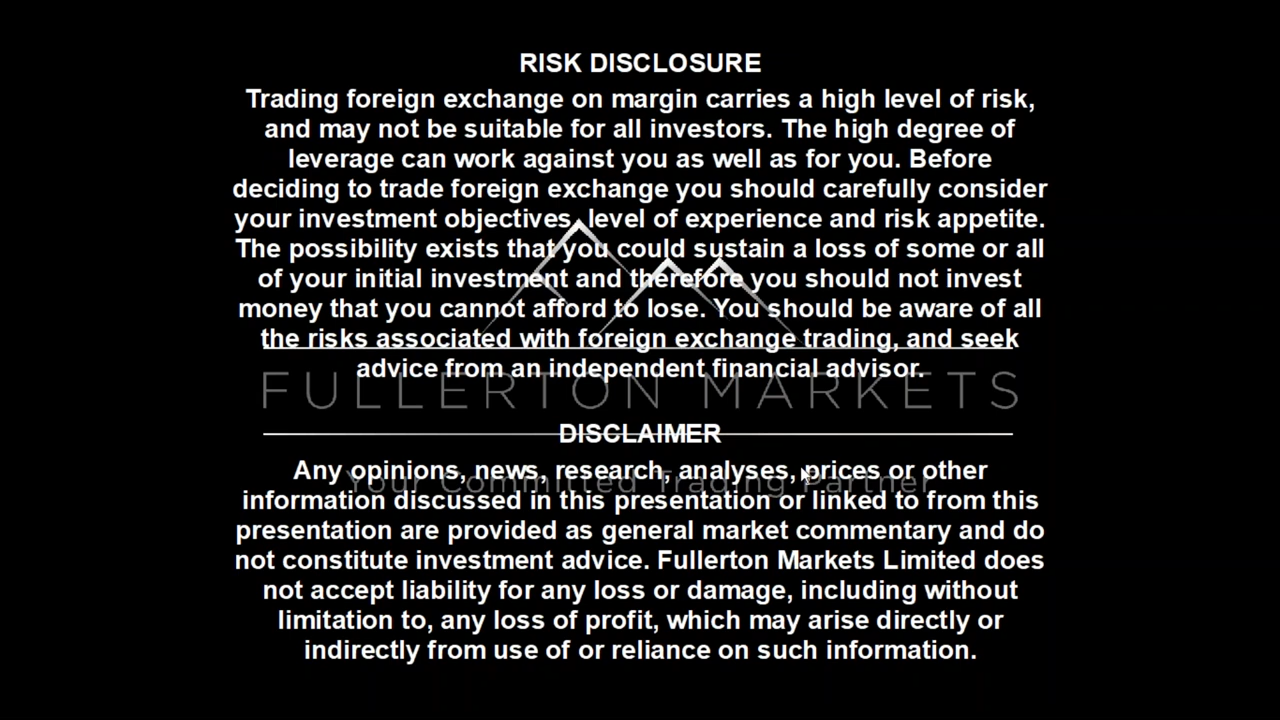 RISK DISCLOSURE
Trading foreign exchange on margin carries a high level of risk,
and may not be suitable for all investors. The high degree of
leverage can work against you as well as for you. Before
deciding to trade foreign exchange you should carefully consider
your investment objectives, level of experience and risk appetite.
The possibility exists that you could sustain a loss of some or all
of your initial investment and therefore you should not invest
money that you cannot afford to lose. You should be aware of all
the risks associated with foreign exchange trading, and seek
advice from an independent financial advisor.
FULLERTON MARKETS
DISCLAIMER
Any opinions, news, research, analyses, prices or other
Your Committed Trading Partner
information discussed in this presentation or linked to from this
presentation are provided as general market commentary and do
not constitute investment advice. Fullerton Markets Limited does
not accept liability for any loss or damage, including without
limitation to, any loss of profit, which may arise directly or
indirectly from use of or reliance on such information.